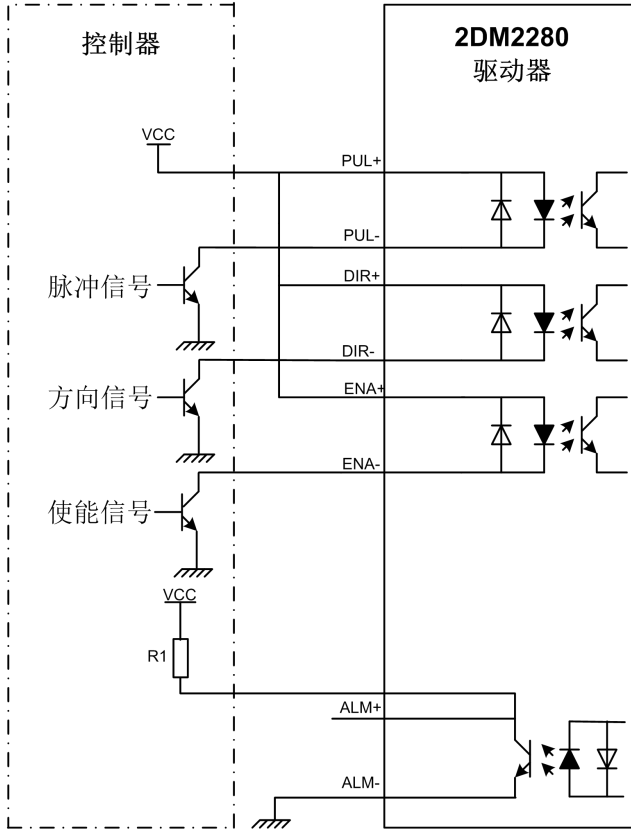 控制器
2DM2280
驱动器
VCC
PUL+
PUL-
脉冲信号
DIR+
DIR-
方向信号
ENA+
ENA-
使能信号
VCC
R1
ALM+
ALM-